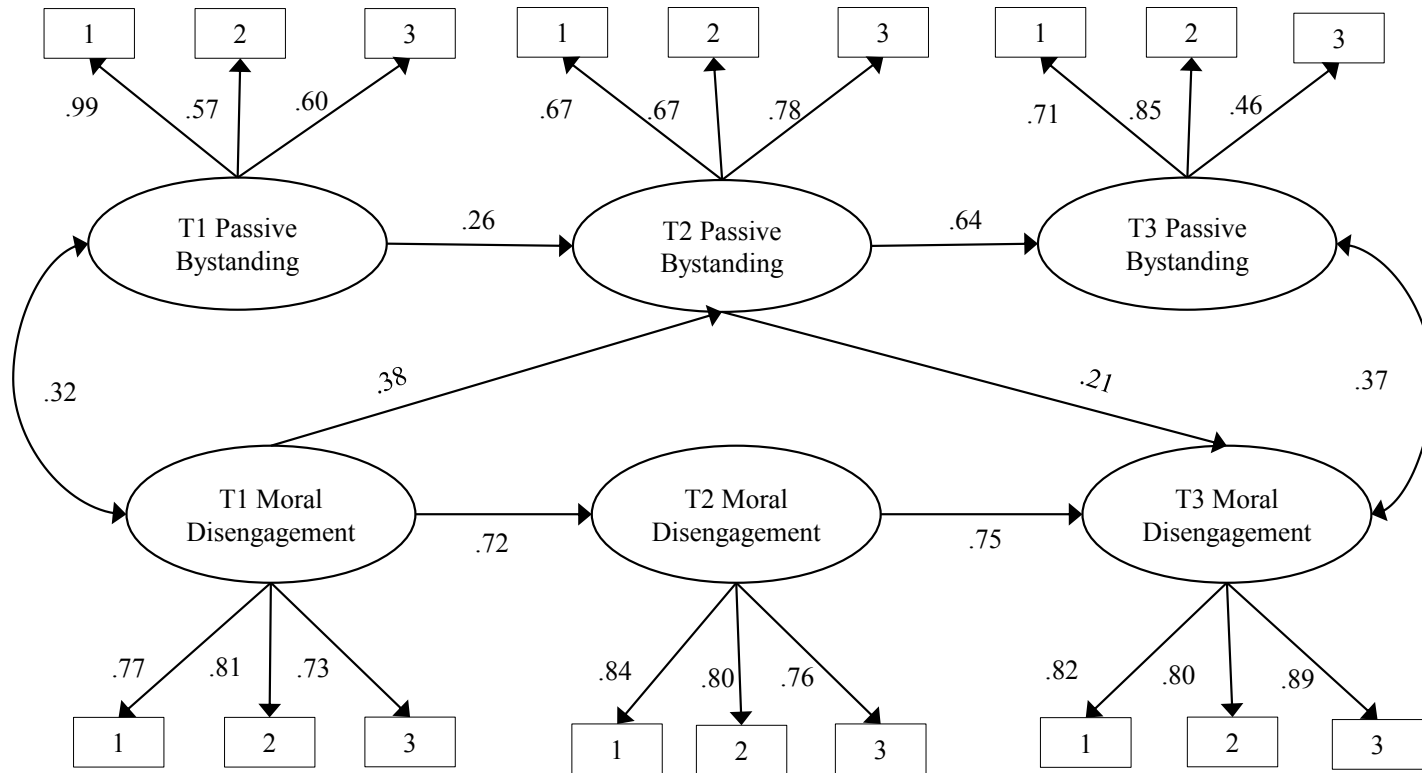 1 2 3 1 2 3 1 2 3
.99 .57 .60 .67 .67 .78 .71 .85 .46
T1 Passive
Bystanding
.26
T2 Passive
Bystanding
.64
T3 Passive
Bystanding
.32
.38
.21
.37
T1 Moral
Disengagement
.72
T2 Moral
Disengagement
.75
T3 Moral
Disengagement
.77 .81 .73 .84 .80 .76 .82 .80 .89
1 2 3 1 2 3 1 2 3